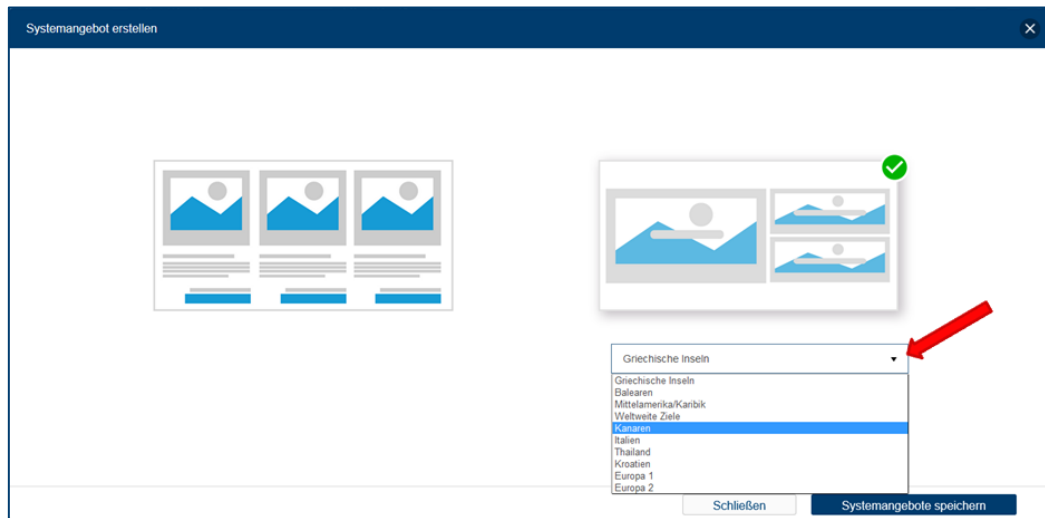 Systemangebot erstellen
Griechische Inseln
Griechische Inseln
Balearen
Mittelamerika/Karibik
Weltweite Ziele
Kanaren
Italien
Thailand
Kroatien
Europa 1
Europa 2
Schließen
Systemangebote speichern